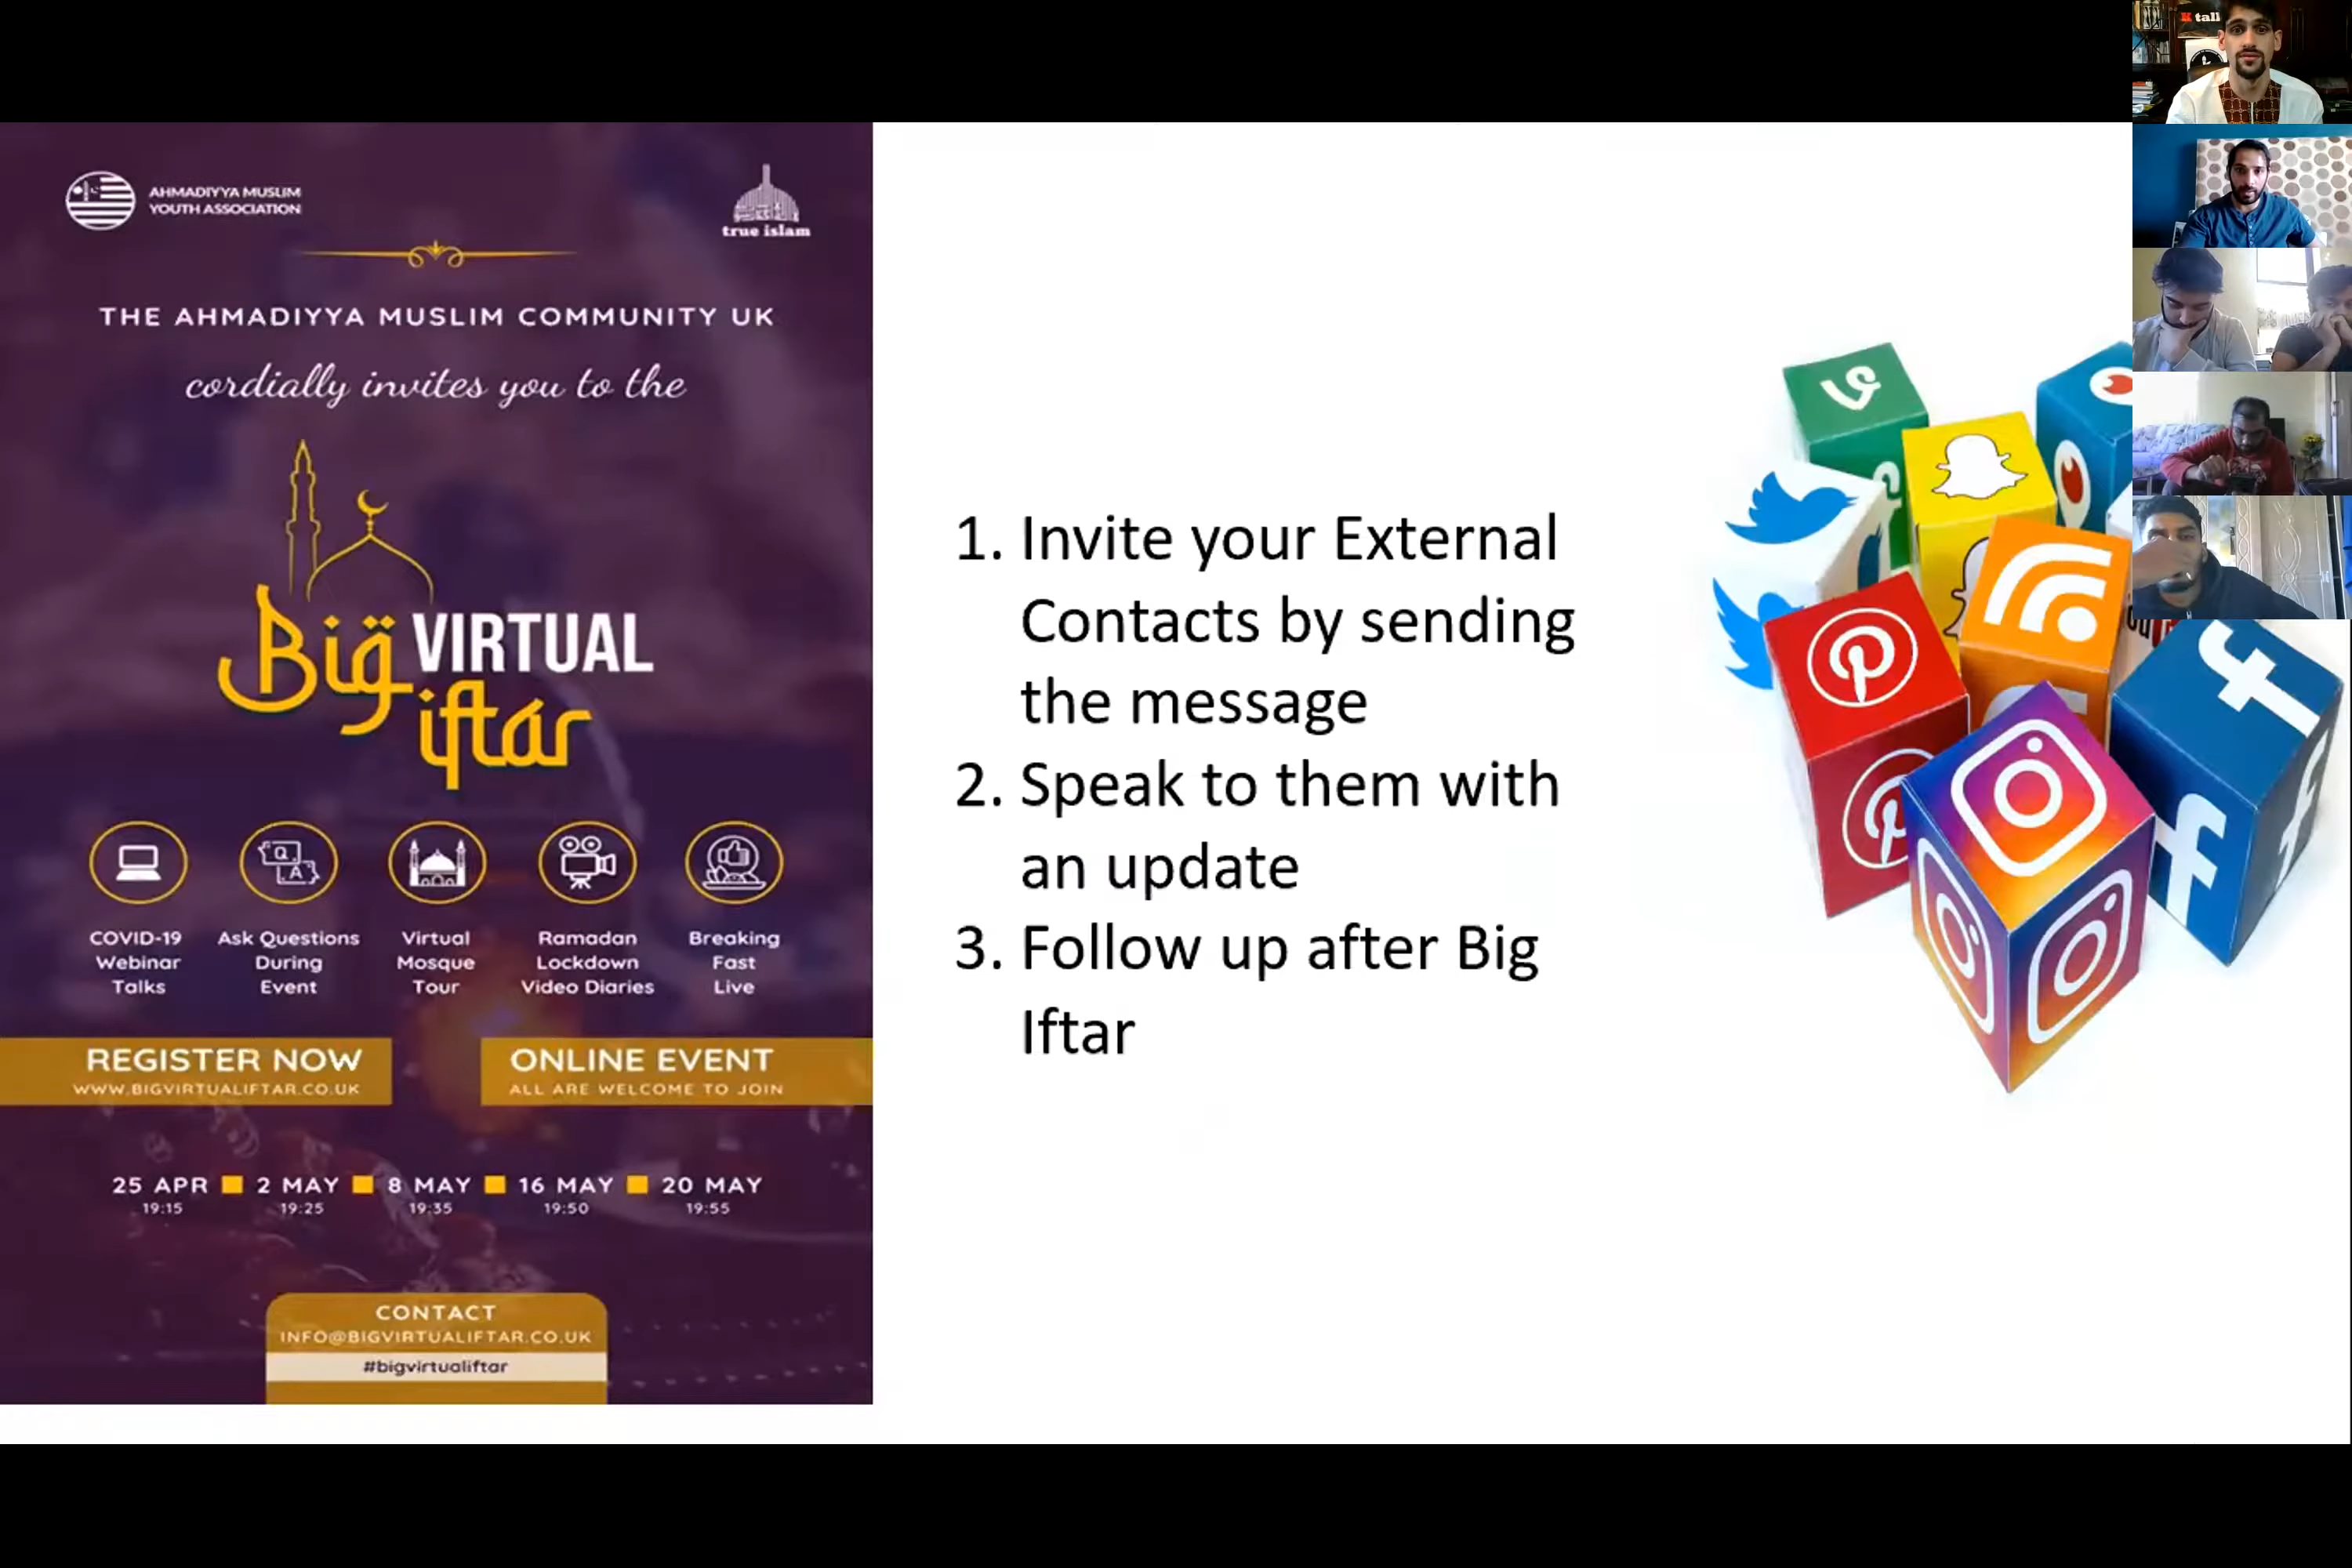 AHMADIYYA MUSLIM
YOUTH ASSOCIATION
true islam
THE AHMADIYYA MUSLIM COMMUNITY UK
cordially invites you to the
Big VIRTUAL
iftar
Q
A
COVID-19
Webinar
Talks
Ask Questions
During
Event
Virtual
Mosque
Tour
Ramadan
Lockdown
Video Diaries
Breaking
Fast
Live
REGISTER NOW
WWW.BIGVIRTUALIFTAR.CO.UK
ONLINE EVENT
ALL ARE WELCOME TO JOIN
25 APR 2 MAY 8 MAY 16 MAY 20 MAY
19:15 19:25 19:35 19:50 19:55
CONTACT
INFO@BIGVIRTUALIFTAR.CO.UK
#bigvirtualiftar
1. Invite your External
Contacts by sending
the message
2. Speak to them with
an update
3. Follow up after Big
Iftar